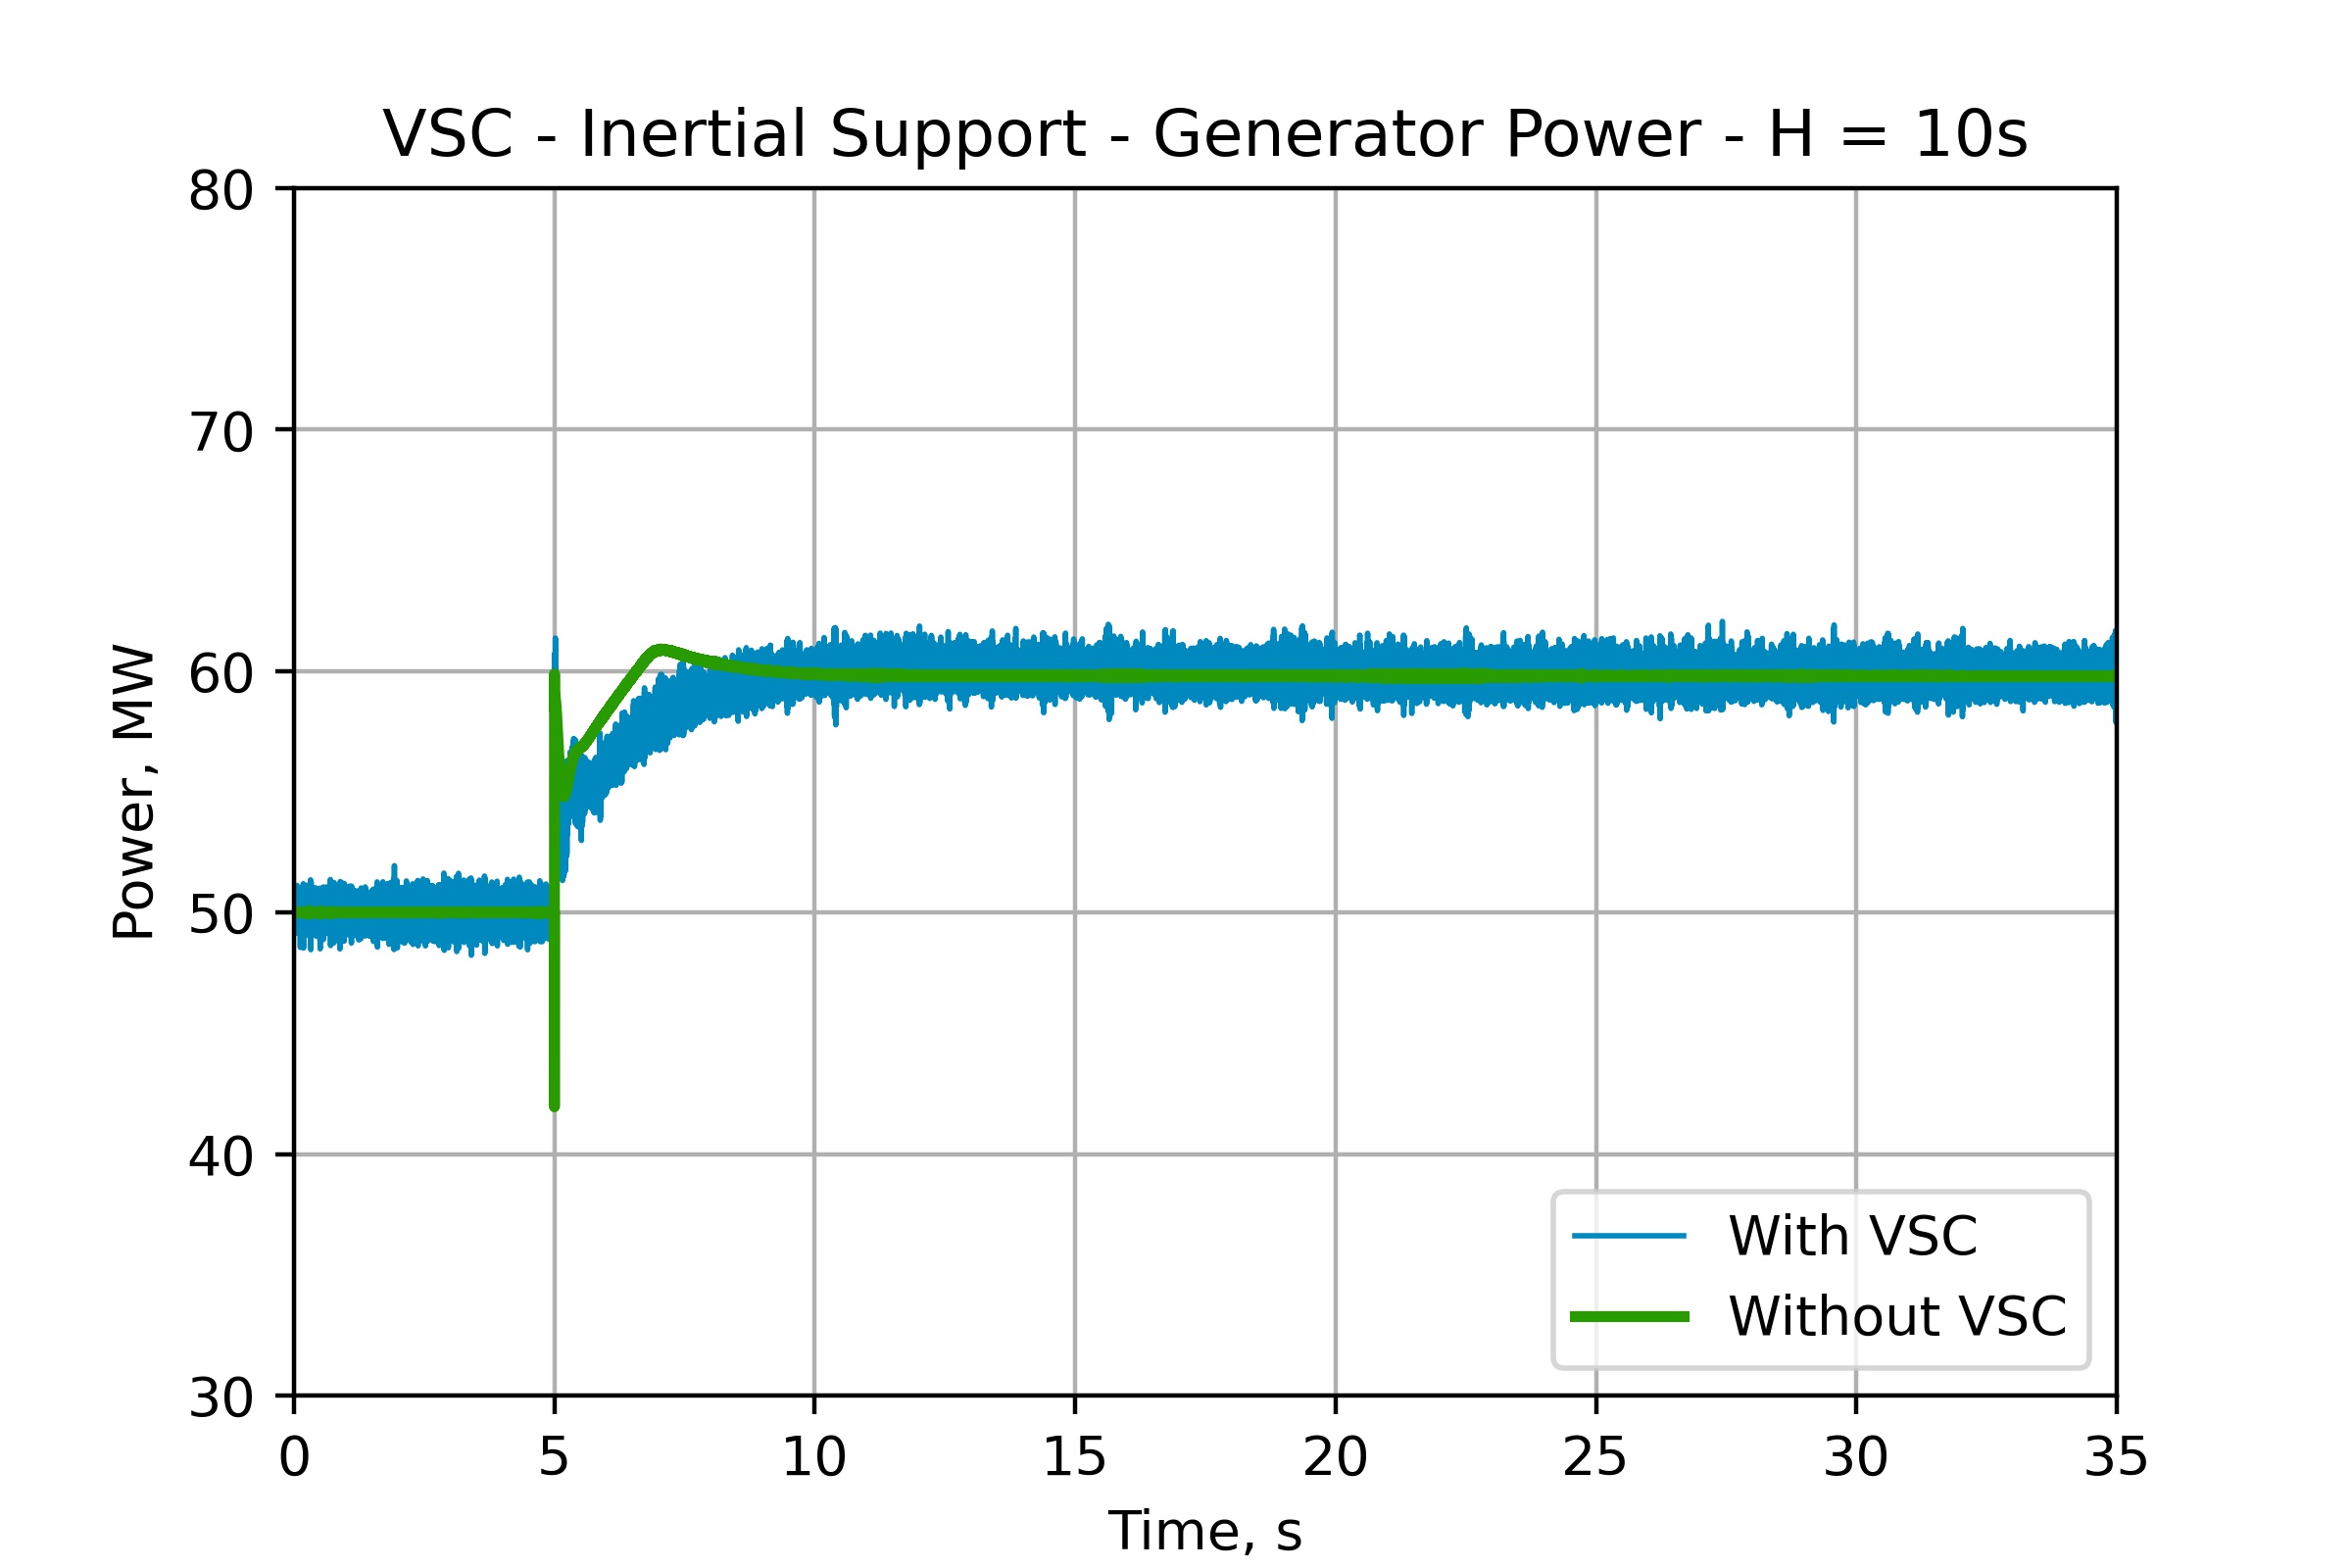 VSC - Inertial Support - Generator Power - H = 10s
80
70
60
50
40
30
Power, MW
With VSC
Without VSC
0 5 10 15 20 25 30 35
Time, s